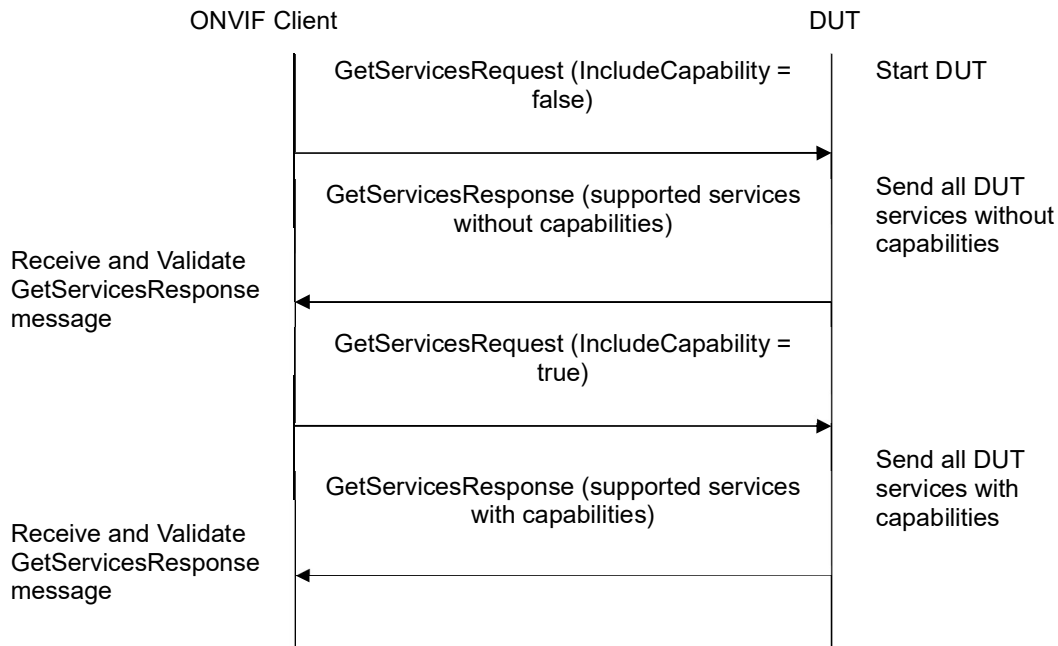 ONVIF Client
DUT
GetServicesRequest (IncludeCapability =
false)
Start DUT
GetServicesResponse (supported services
without capabilities)
Send all DUT
services without
capabilities
Receive and Validate
GetServicesResponse
message
GetServicesRequest (IncludeCapability =
true)
GetServicesResponse (supported services
with capabilities)
Send all DUT
services with
capabilities
Receive and Validate
GetServicesResponse
message